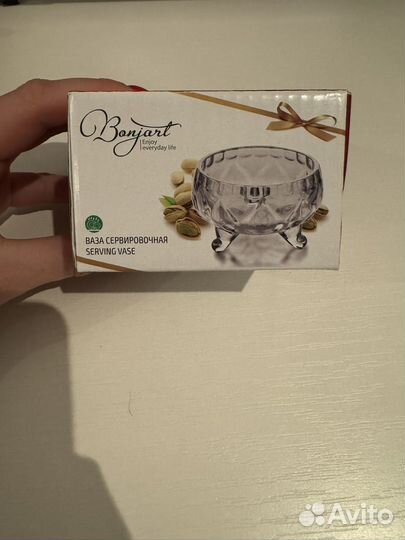 Bonjart
Enjoy
everyday life
ВАЗА СЕРВИРОВОЧНАЯ
SERVING VASE
Avito